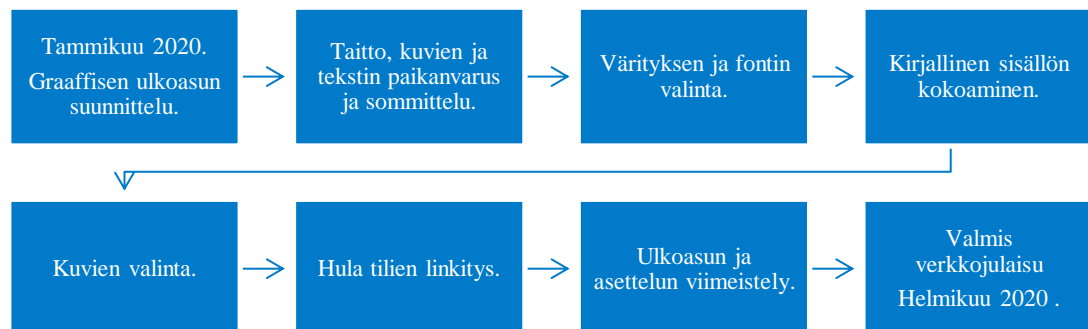 Tammikuu 2020.
Graaffisen ulkoasun
suunnittelu.
Taitto, kuvien ja
tekstin paikanvarus
ja sommittelu.
Värityksen ja fontin
valinta.
Kirjallinen sisällön
kokoaminen.
Kuvien valinta.
Hula tilien linkitys.
Ulkoasun ja
asettelun viimeistely.
Valmis
verkkojulaisu
Helmikuu 2020 .